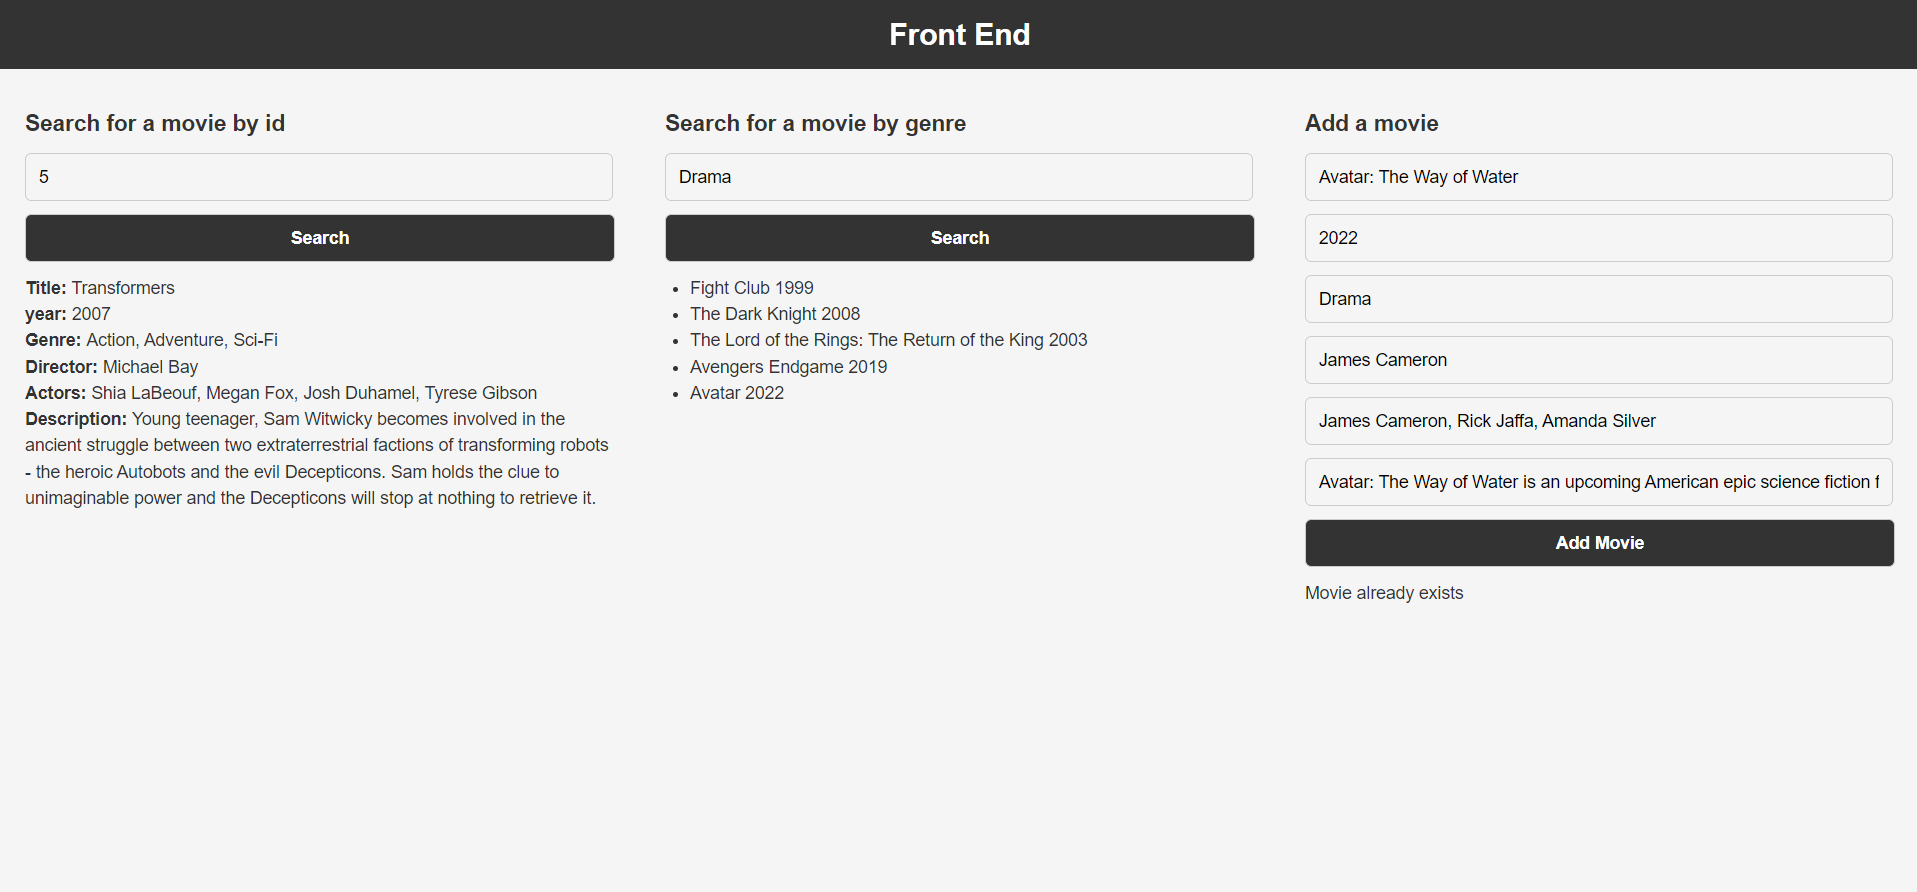 Front End
Search for a movie by id
5
Search
Title: Transformers
year: 2007
Genre: Action, Adventure, Sci-Fi
Director: Michael Bay
Actors: Shia LaBeouf, Megan Fox, Josh Duhamel, Tyrese Gibson
Description: Young teenager, Sam Witwicky becomes involved in the
ancient struggle between two extraterrestrial factions of transforming robots
- the heroic Autobots and the evil Decepticons. Sam holds the clue to
unimaginable power and the Decepticons will stop at nothing to retrieve it.
Search for a movie by genre
Drama
Search
• Fight Club 1999
• The Dark Knight 2008
• The Lord of the Rings: The Return of the King 2003
• Avengers Endgame 2019
• Avatar 2022
Add a movie
Avatar: The Way of Water
2022
Drama
James Cameron
James Cameron, Rick Jaffa, Amanda Silver
Avatar: The Way of Water is an upcoming American epic science fiction f
Add Movie
Movie already exists